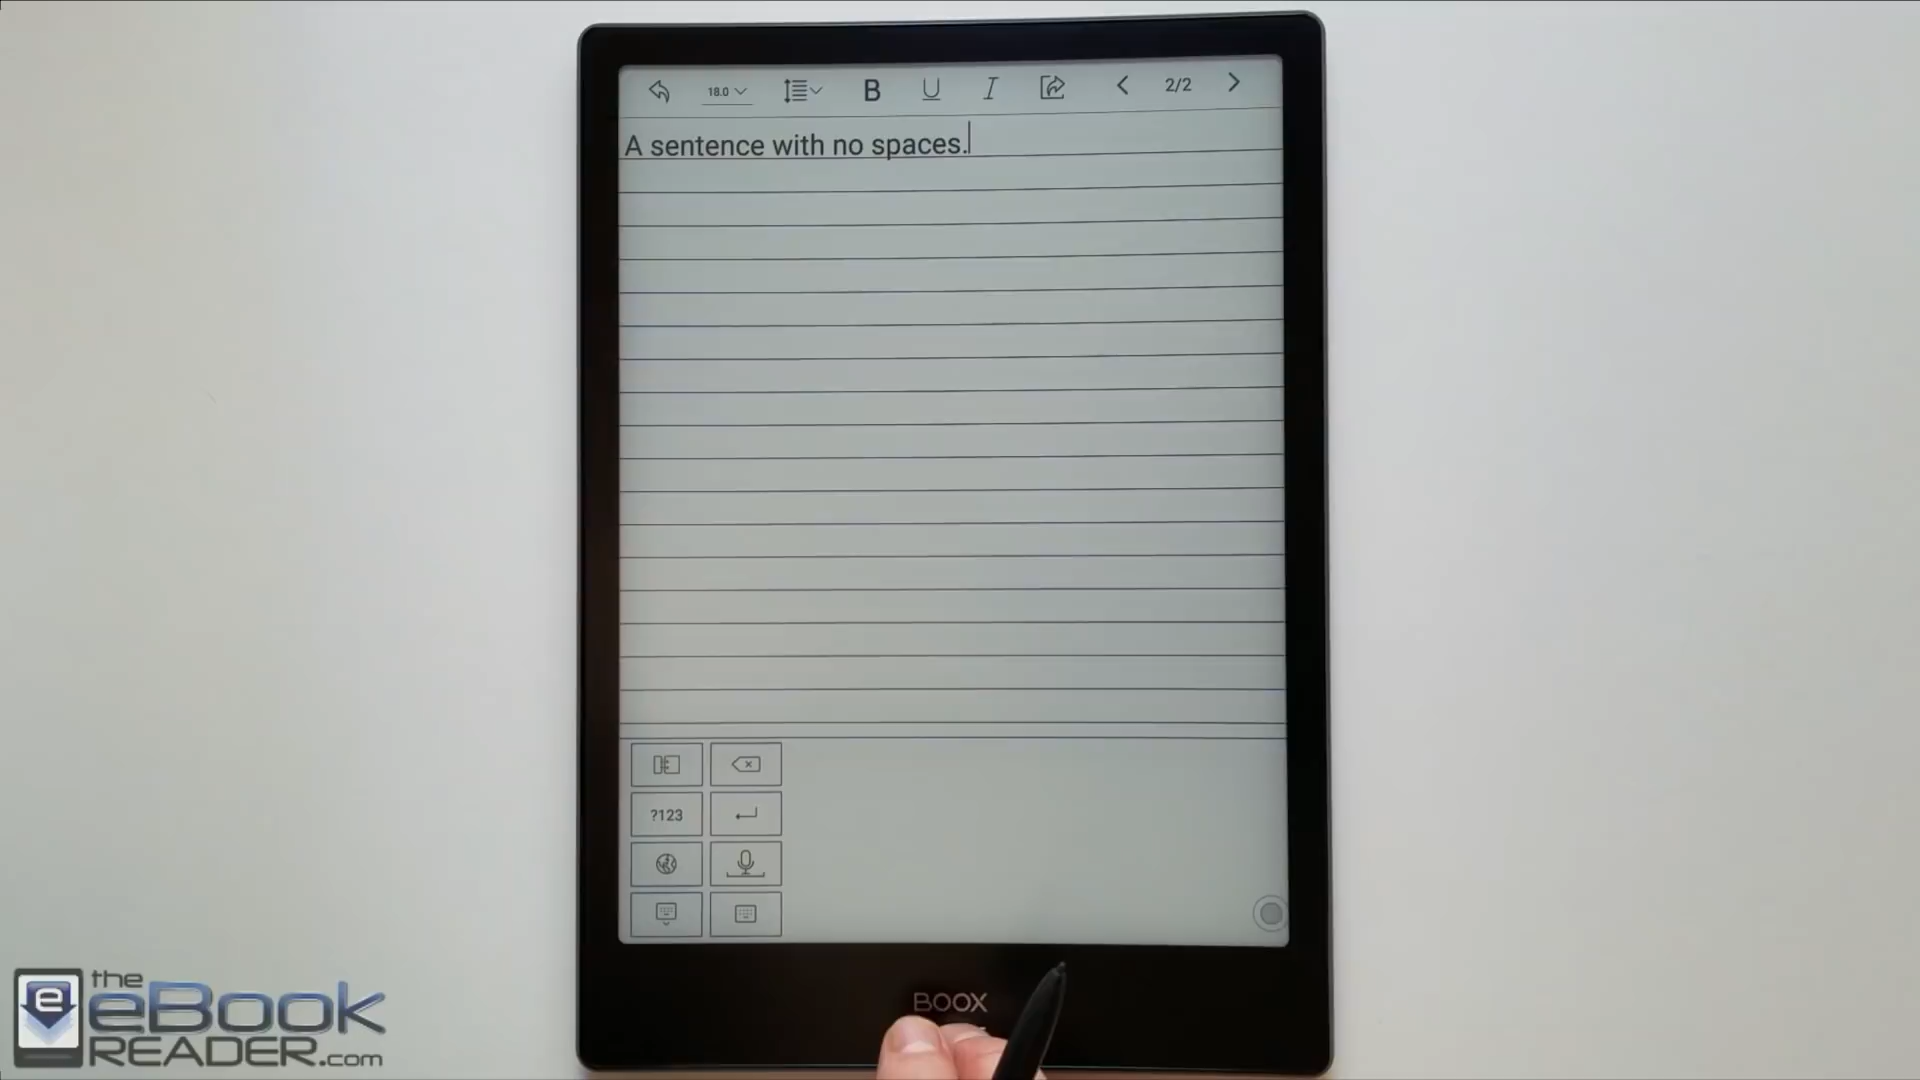 18.0 B U I 2/2
A sentence with no spaces.
?123
BOOX
the
eBook
READER.com